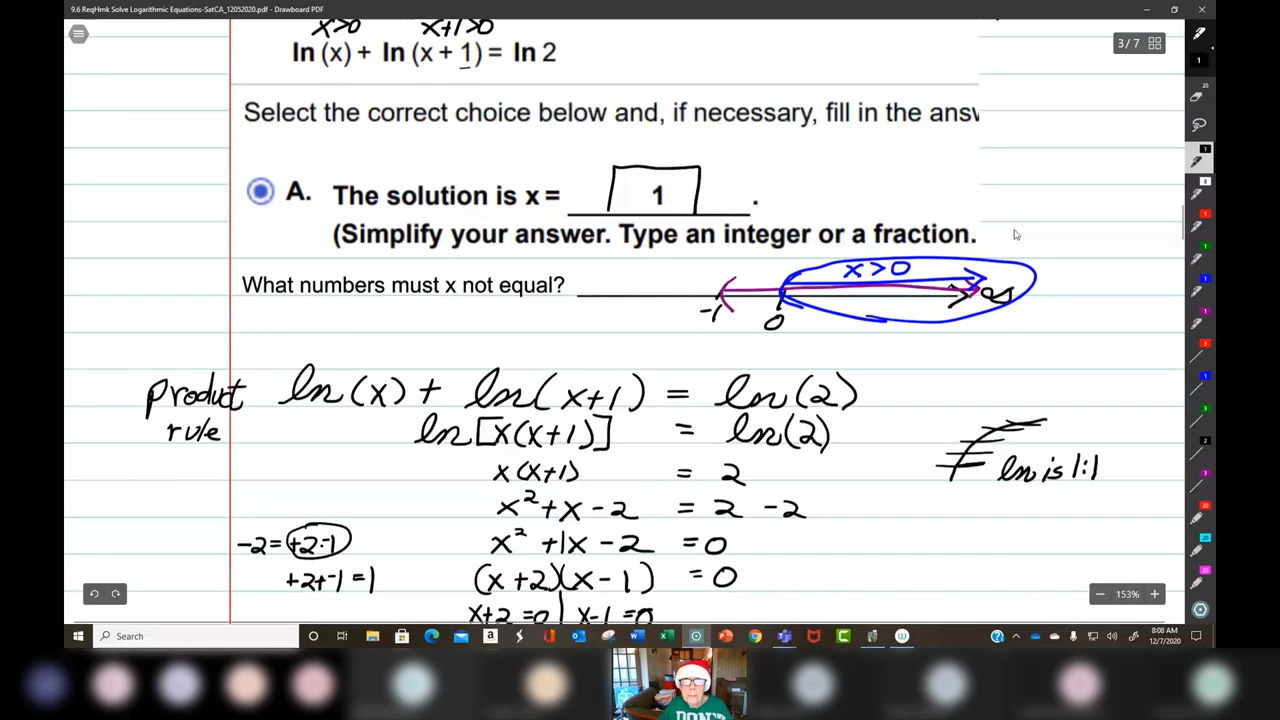 9.6 ReqHmk Solve Logarithmic Equations-SatCA_12052020.pdf - Drawboard PDF
x>0 x+1>0
ln (x) + ln (x + 1) = ln 2
3 / 7
Select the correct choice below and, if necessary, fill in the answ
A. The solution is x = 1 .
(Simplify your answer. Type an integer or a fraction.
What numbers must x not equal?
x>0
-1 0 ∞
product ln(x) + ln(x+1) = ln(2)
rule ln[x(x+1)] = ln(2)
x(x+1) = 2
ln is 1:1
x²+x-2 = 2 -2
-2=+2·-1 x² +1x -2 =0
+2+-1=1 (x+2)(x-1) =0
x+2=0 | x-1=0
153%
Search
8:08 AM
12/7/2020
DON'T